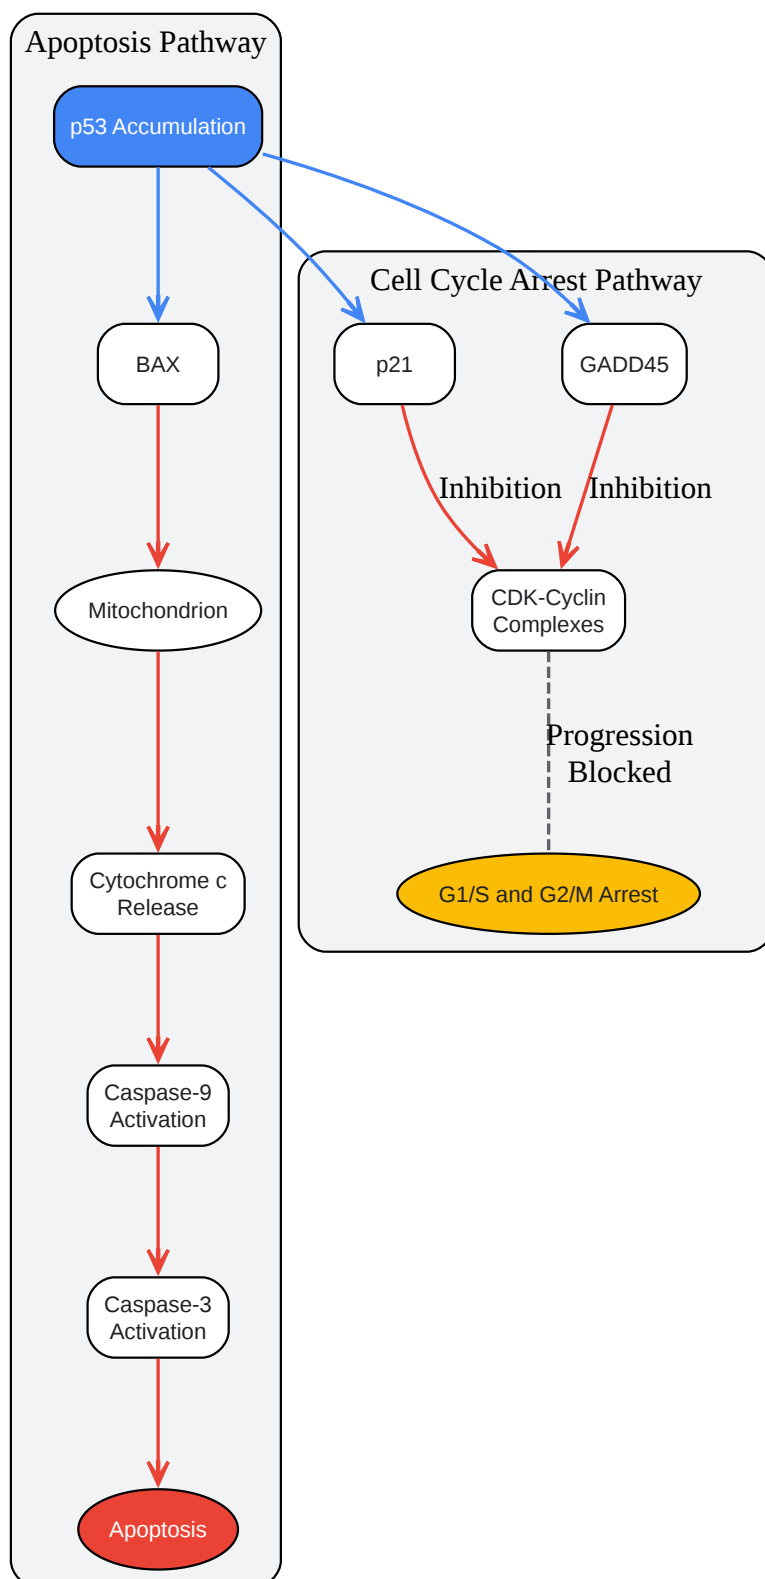 Apoptosis Pathway
p53 Accumulation
Cell Cycle Arrest Pathway
BAX
p21
GADD45
Inhibition
Inhibition
Mitochondrion
CDK-Cyclin
Complexes
Progression
Blocked
Cytochrome c
Release
G1/S and G2/M Arrest
Caspase-9
Activation
Caspase-3
Activation
Apoptosis